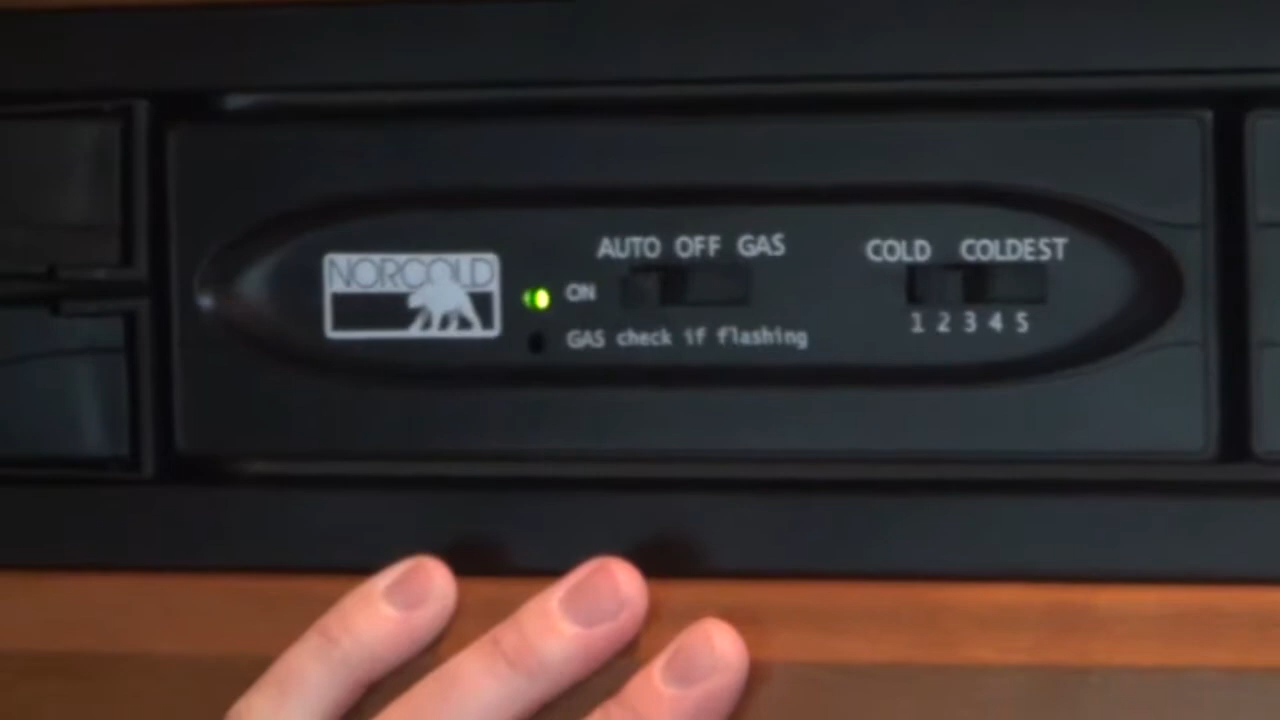 NORCOLD
AUTO OFF GAS
ON
GAS check if flashing
COLD COLDEST
1 2 3 4 5